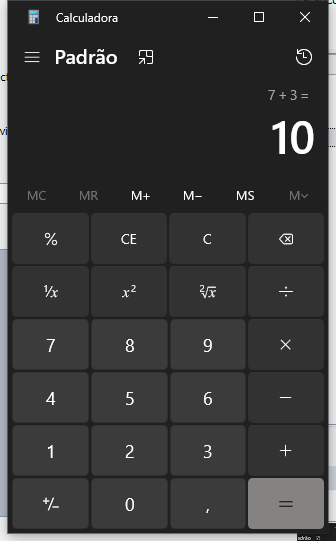 Calculadora
Padrão
7 + 3 =
10
MC MR M+ M− MS M
% CE C
¹/x x² ²√x ÷
7 8 9 ×
4 5 6 −
1 2 3 +
+/− 0 , =
adrão